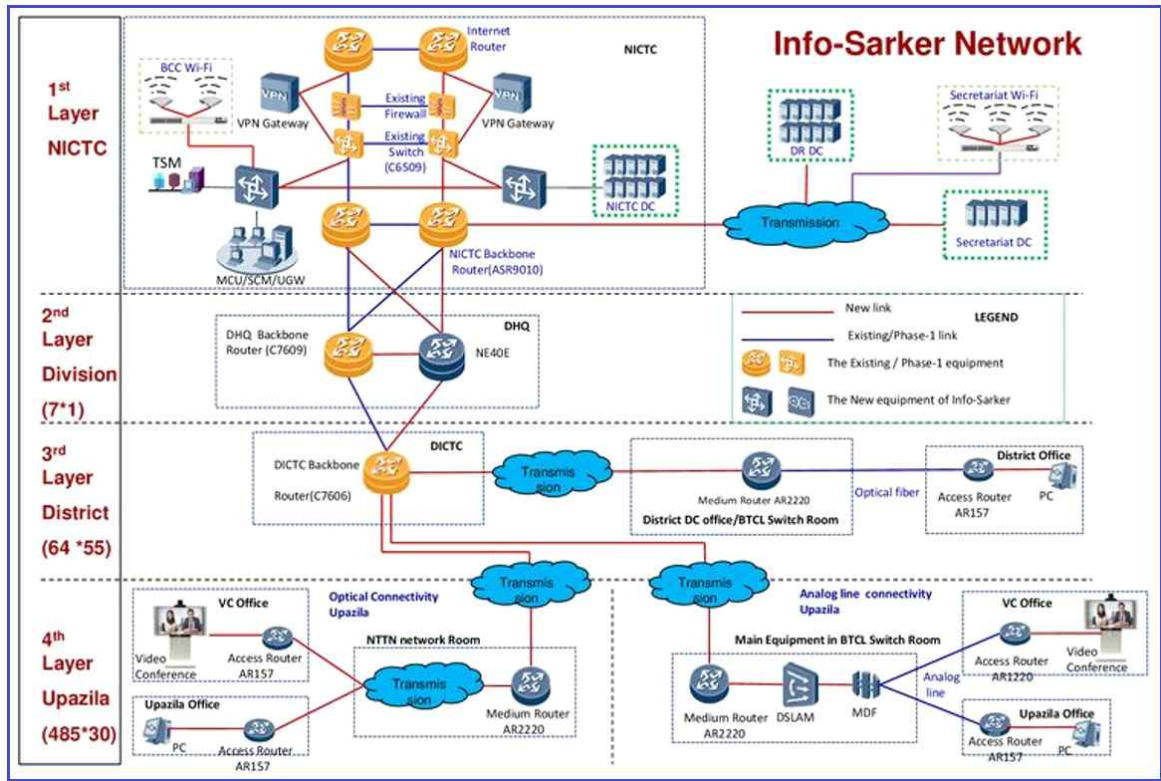 Info-Sarker Network
1st
Layer
NICTC
BCC Wi-Fi
TSM
VPN
VPN Gateway
Internet
Router
Existing
Firewall
Existing
Switch
(C6509)
VPN
VPN Gateway
NICTC
NICTC DC
MCU/SCM/UGW
NICTC Backbone
Router(ASR9010)
Transmission
DR DC
Secretariat Wi-Fi
Secretariat DC
2nd
Layer
Division
(7*1)
DHQ Backbone
Router (C7609)
DHQ
NE40E
New link
LEGEND
Existing/Phase-1 link
The Existing / Phase-1 equipment
The New equipment of Info-Sarker
3rd
Layer
District
(64 *55)
DICTC
DICTC Backbone
Router(C7606)
Transmis
sion
Medium Router AR2220
District DC office/BTCL Switch Room
Optical fiber
District Office
Access Router
AR157
PC
4th
Layer
Upazila
(485*30)
Transmis
sion
Optical Connectivity
Upazila
VC Office
Video
Conference
Access Router
AR157
Upazila Office
PC
Access Router
AR157
NTTN network Room
Transmis
sion
Medium Router
AR2220
Transmis
sion
Analog line connectivity
Upazila
Main Equipment in BTCL Switch Room
Medium Router
AR2220
DSLAM
MDF
Analog
line
VC Office
Access Router
AR1220
Video
Conference
Upazila Office
Access Router
AR157
PC